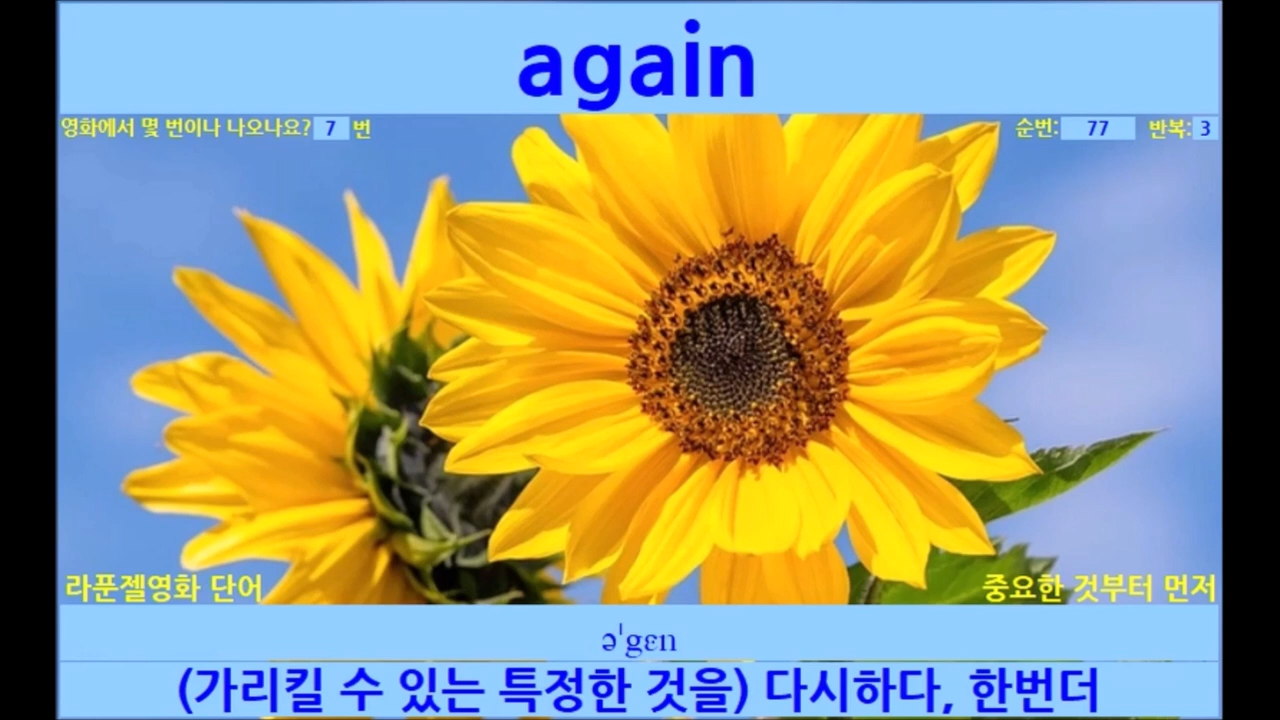 again
영화에서 몇 번이나 나오나요? 7 번
순번: 77 반복: 3
라푼젤영화 단어
중요한 것부터 먼저
əˈgɛn
(가리킬 수 있는 특정한 것을) 다시하다, 한번더